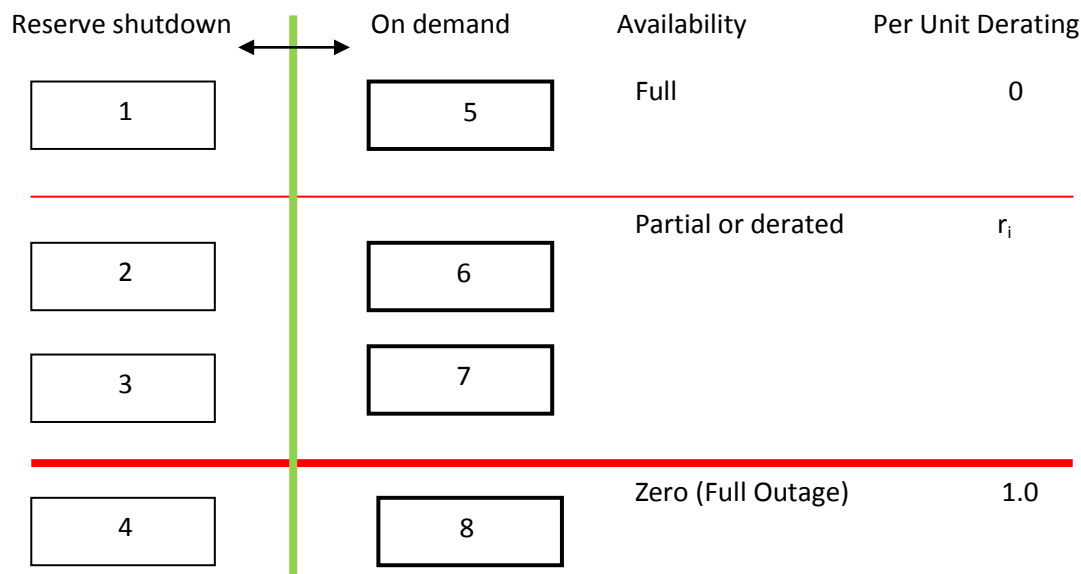 Reserve shutdown On demand Availability Per Unit Derating
1 5 Full 0
Partial or derated rᵢ
2 6
3 7
Zero (Full Outage) 1.0
4 8